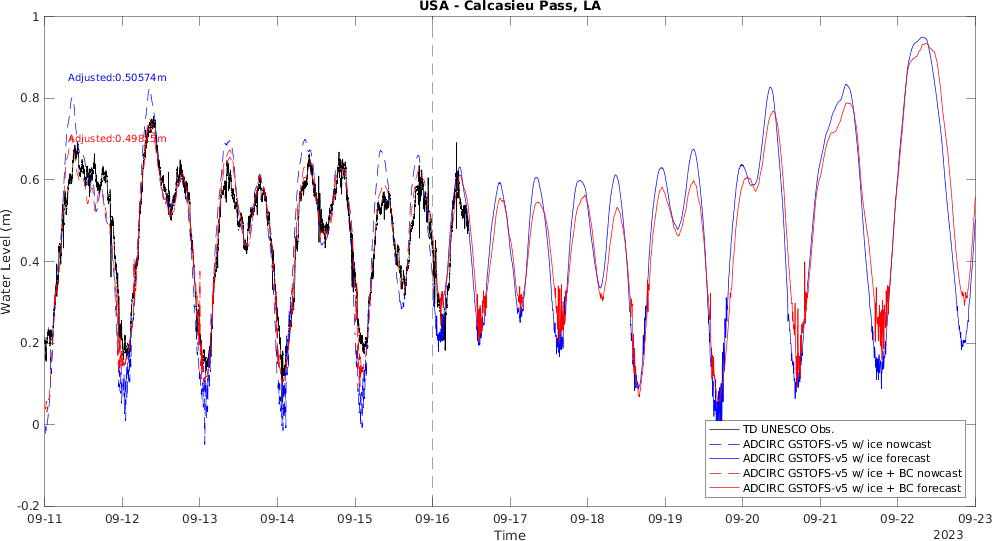 USA - Calcasieu Pass, LA
1
0.8
0.6
0.4
0.2
0
-0.2
Water Level (m)
Adjusted:0.50574m
TD UNESCO Obs.
ADCIRC GSTOFS-v5 w/ ice nowcast
ADCIRC GSTOFS-v5 w/ ice forecast
ADCIRC GSTOFS-v5 w/ ice + BC nowcast
ADCIRC GSTOFS-v5 w/ ice + BC forecast
09-11 09-12 09-13 09-14 09-15 09-16 09-17 09-18 09-19 09-20 09-21 09-22 09-23
Time
2023